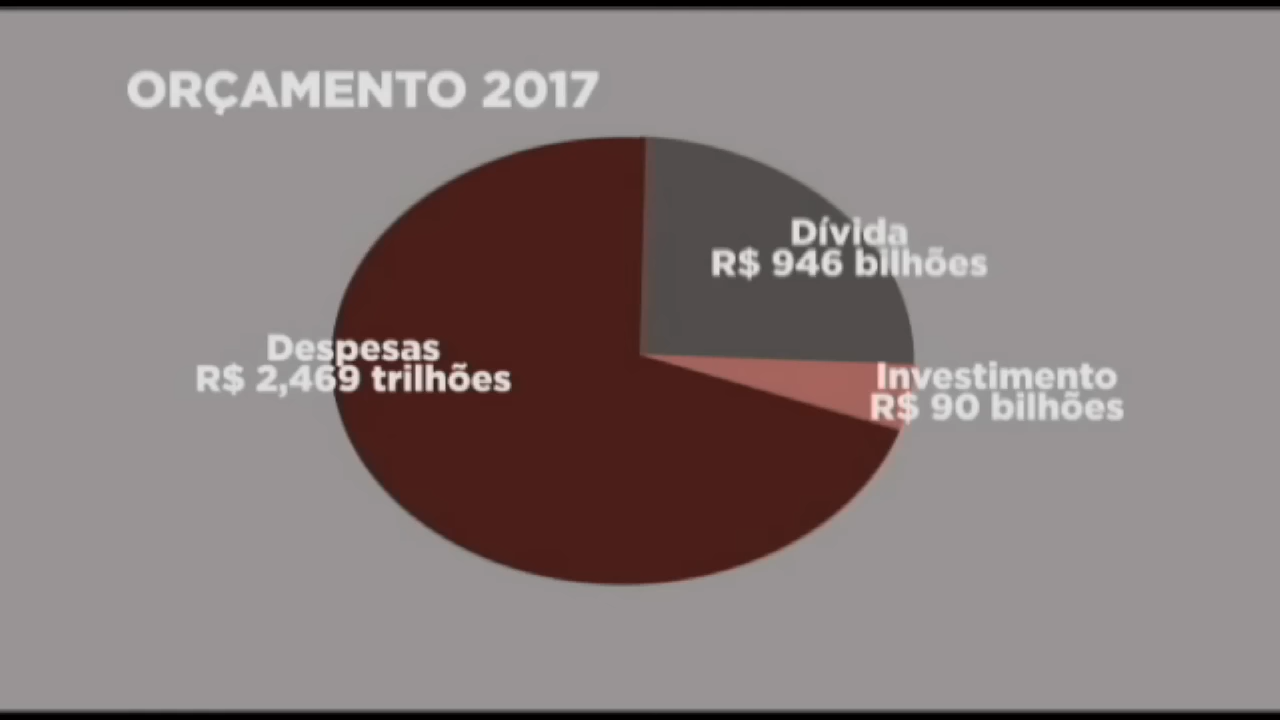 ORÇAMENTO 2017
Dívida
R$ 946 bilhões
Despesas
R$ 2,469 trilhões
Investimento
R$ 90 bilhões